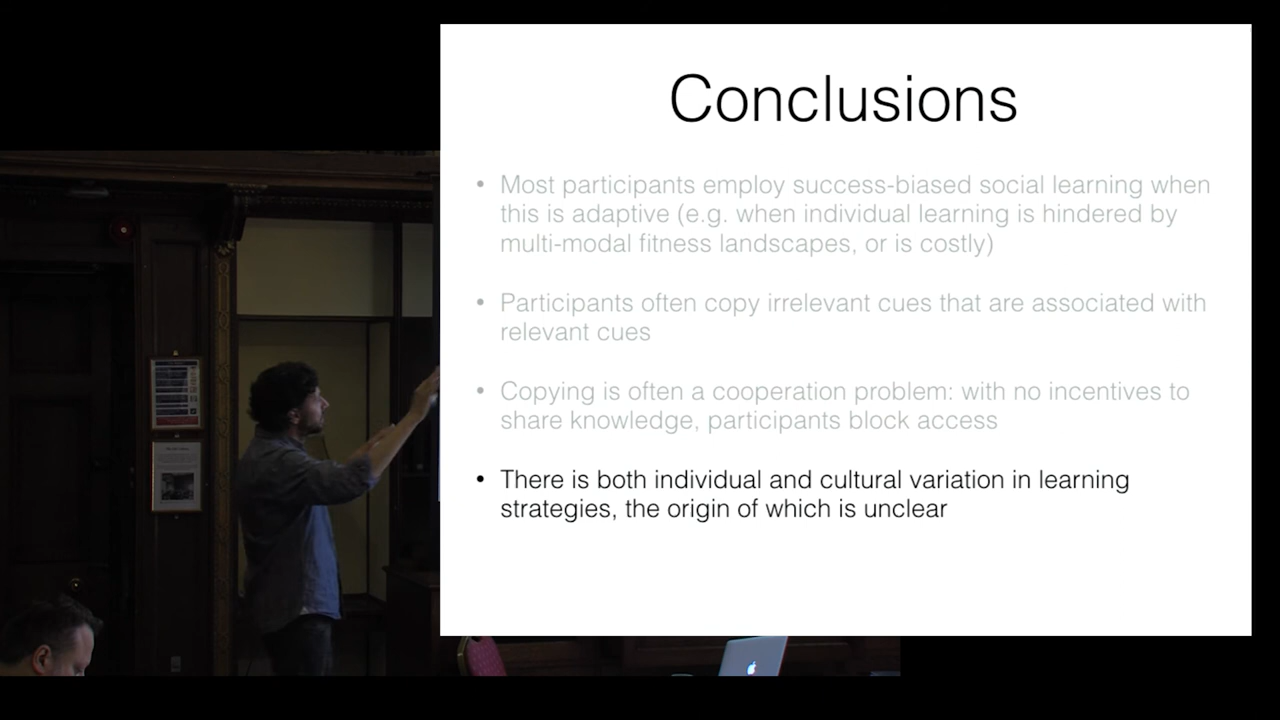 Conclusions
• Most participants employ success-biased social learning when
this is adaptive (e.g. when individual learning is hindered by
multi-modal fitness landscapes, or is costly)
• Participants often copy irrelevant cues that are associated with
relevant cues
• Copying is often a cooperation problem: with no incentives to
share knowledge, participants block access
• There is both individual and cultural variation in learning
strategies, the origin of which is unclear